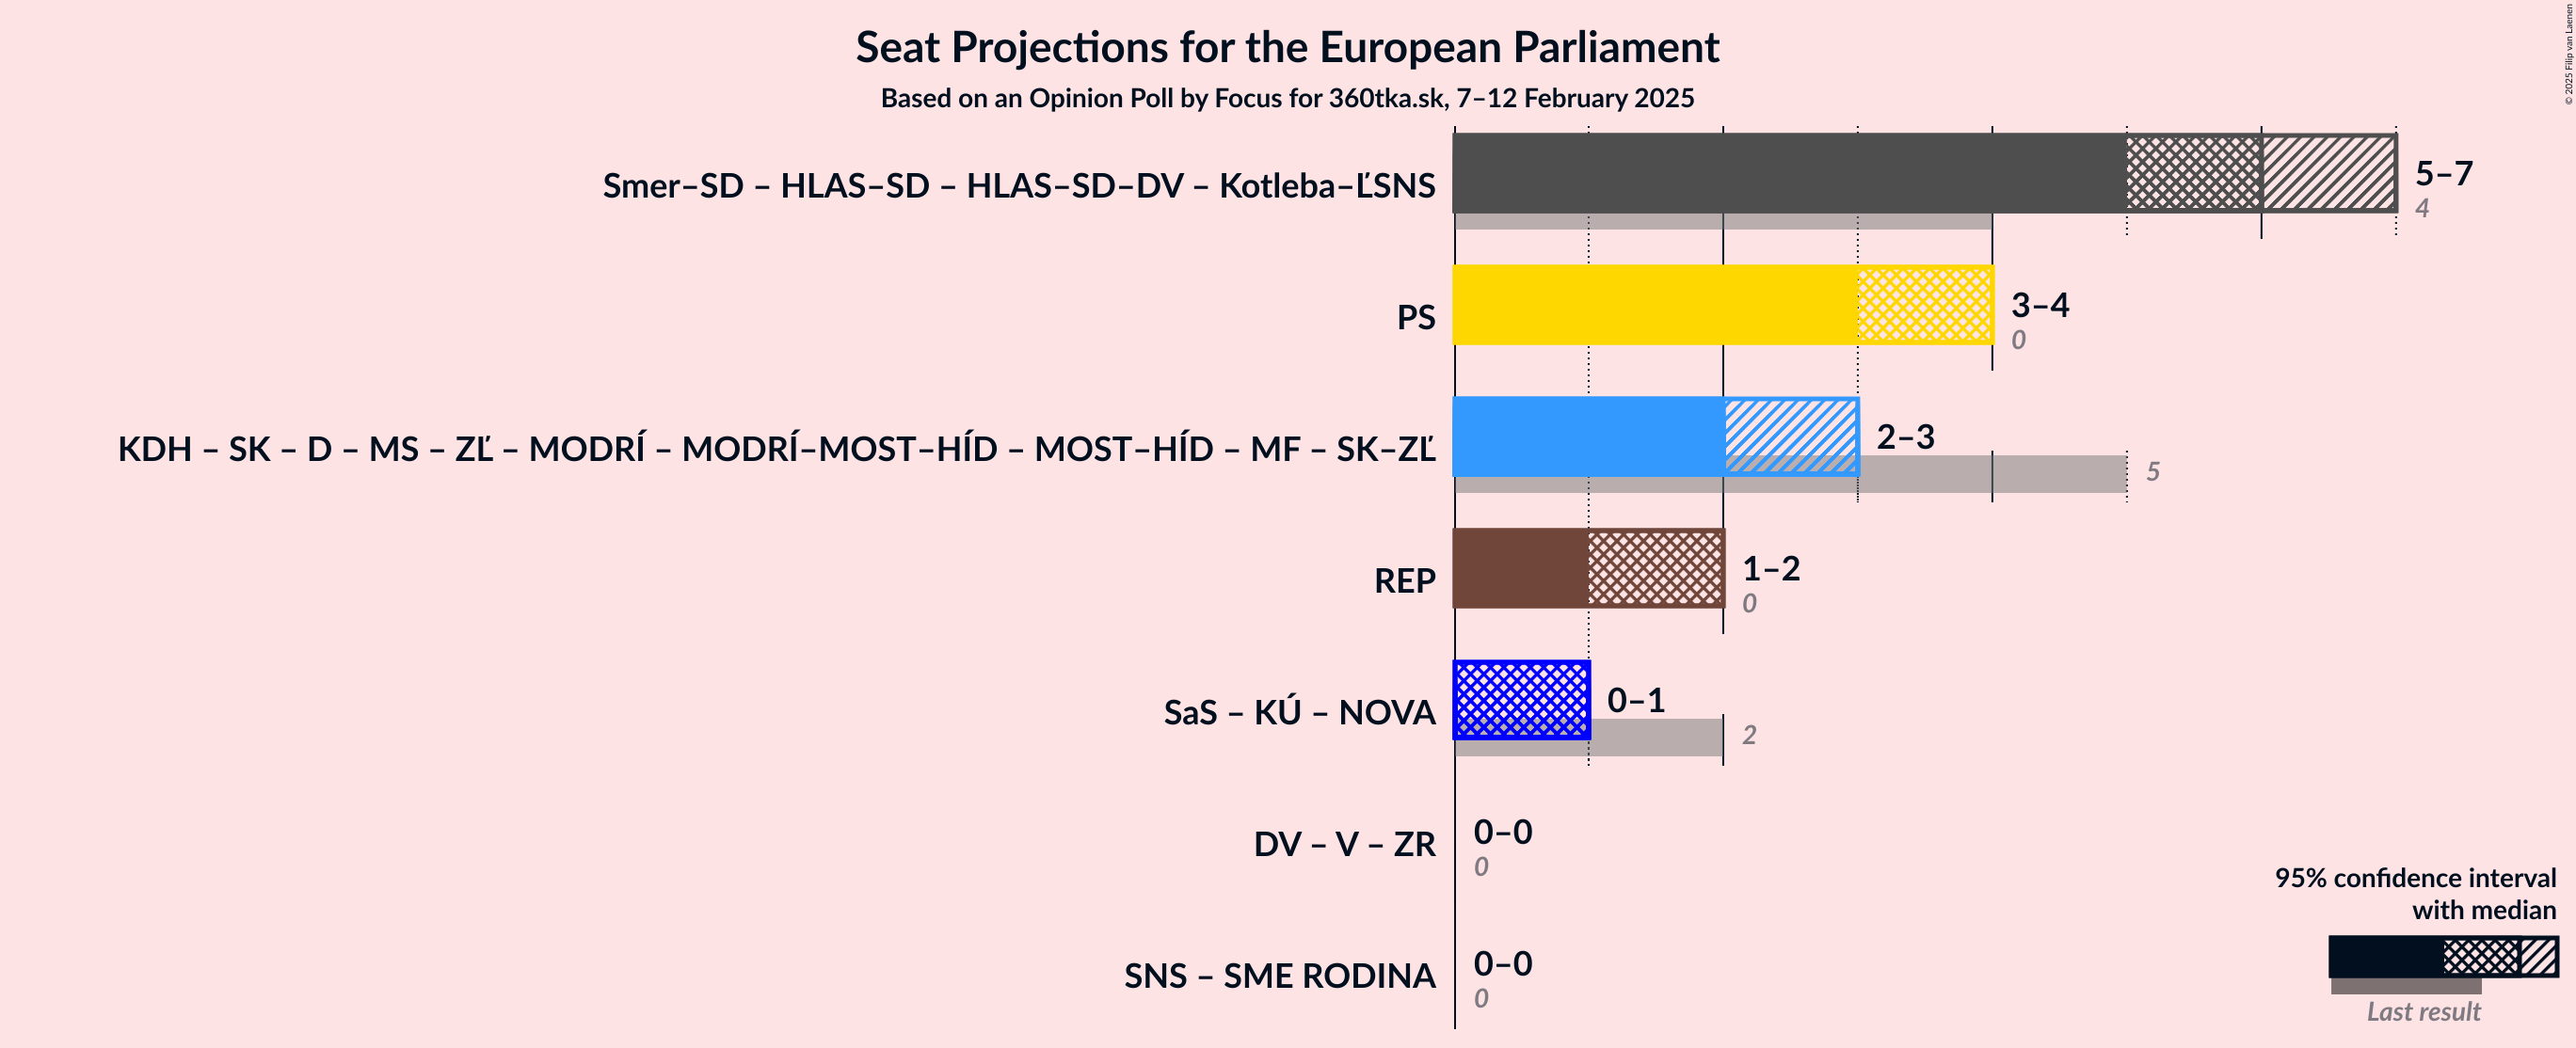 Seat Projections for the European Parliament
Based on an Opinion Poll by Focus for 360tka.sk, 7–12 February 2025
© 2025 Filip van Laenen
Smer–SD – HLAS–SD – HLAS–SD–DV – Kotleba–ĽSNS
5–7
4
PS
3–4
0
KDH – SK – D – MS – ZĽ – MODRÍ – MODRÍ–MOST–HÍD – MOST–HÍD – MF – SK–ZĽ
2–3
5
REP
1–2
0
SaS – KÚ – NOVA
0–1
2
DV – V – ZR
0–0
0
SNS – SME RODINA
0–0
0
95% confidence interval
with median
Last result